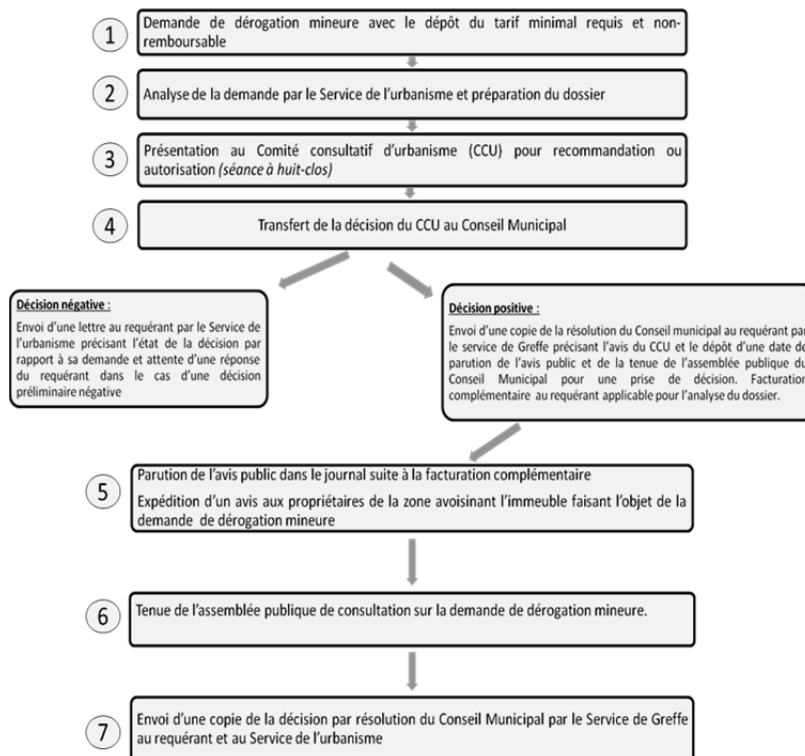 1
Demande de dérogation mineure avec le dépôt du tarif minimal requis et non-
remboursable
2
Analyse de la demande par le Service de l'urbanisme et préparation du dossier
3
Présentation au Comité consultatif d'urbanisme (CCU) pour recommandation ou
autorisation (séance à huit-clos)
4
Transfert de la décision du CCU au Conseil Municipal
Décision négative :
Envoi d'une lettre au requérant par le Service de
l'urbanisme précisant l'état de la décision par
rapport à sa demande et attente d'une réponse
du requérant dans le cas d'une décision
préliminaire négative
Décision positive :
Envoi d'une copie de la résolution du Conseil municipal au requérant par
le service de Greffe précisant l'avis du CCU et le dépôt d'une date de
parution de l'avis public et de la tenue de l'assemblée publique du
Conseil Municipal pour une prise de décision. Facturation
complémentaire au requérant applicable pour l'analyse du dossier.
5
Parution de l'avis public dans le journal suite à la facturation complémentaire
Expédition d'un avis aux propriétaires de la zone avoisinant l'immeuble faisant l'objet de la
demande de dérogation mineure
6
Tenue de l'assemblée publique de consultation sur la demande de dérogation mineure.
7
Envoi d'une copie de la décision par résolution du Conseil Municipal par le Service de Greffe
au requérant et au Service de l'urbanisme